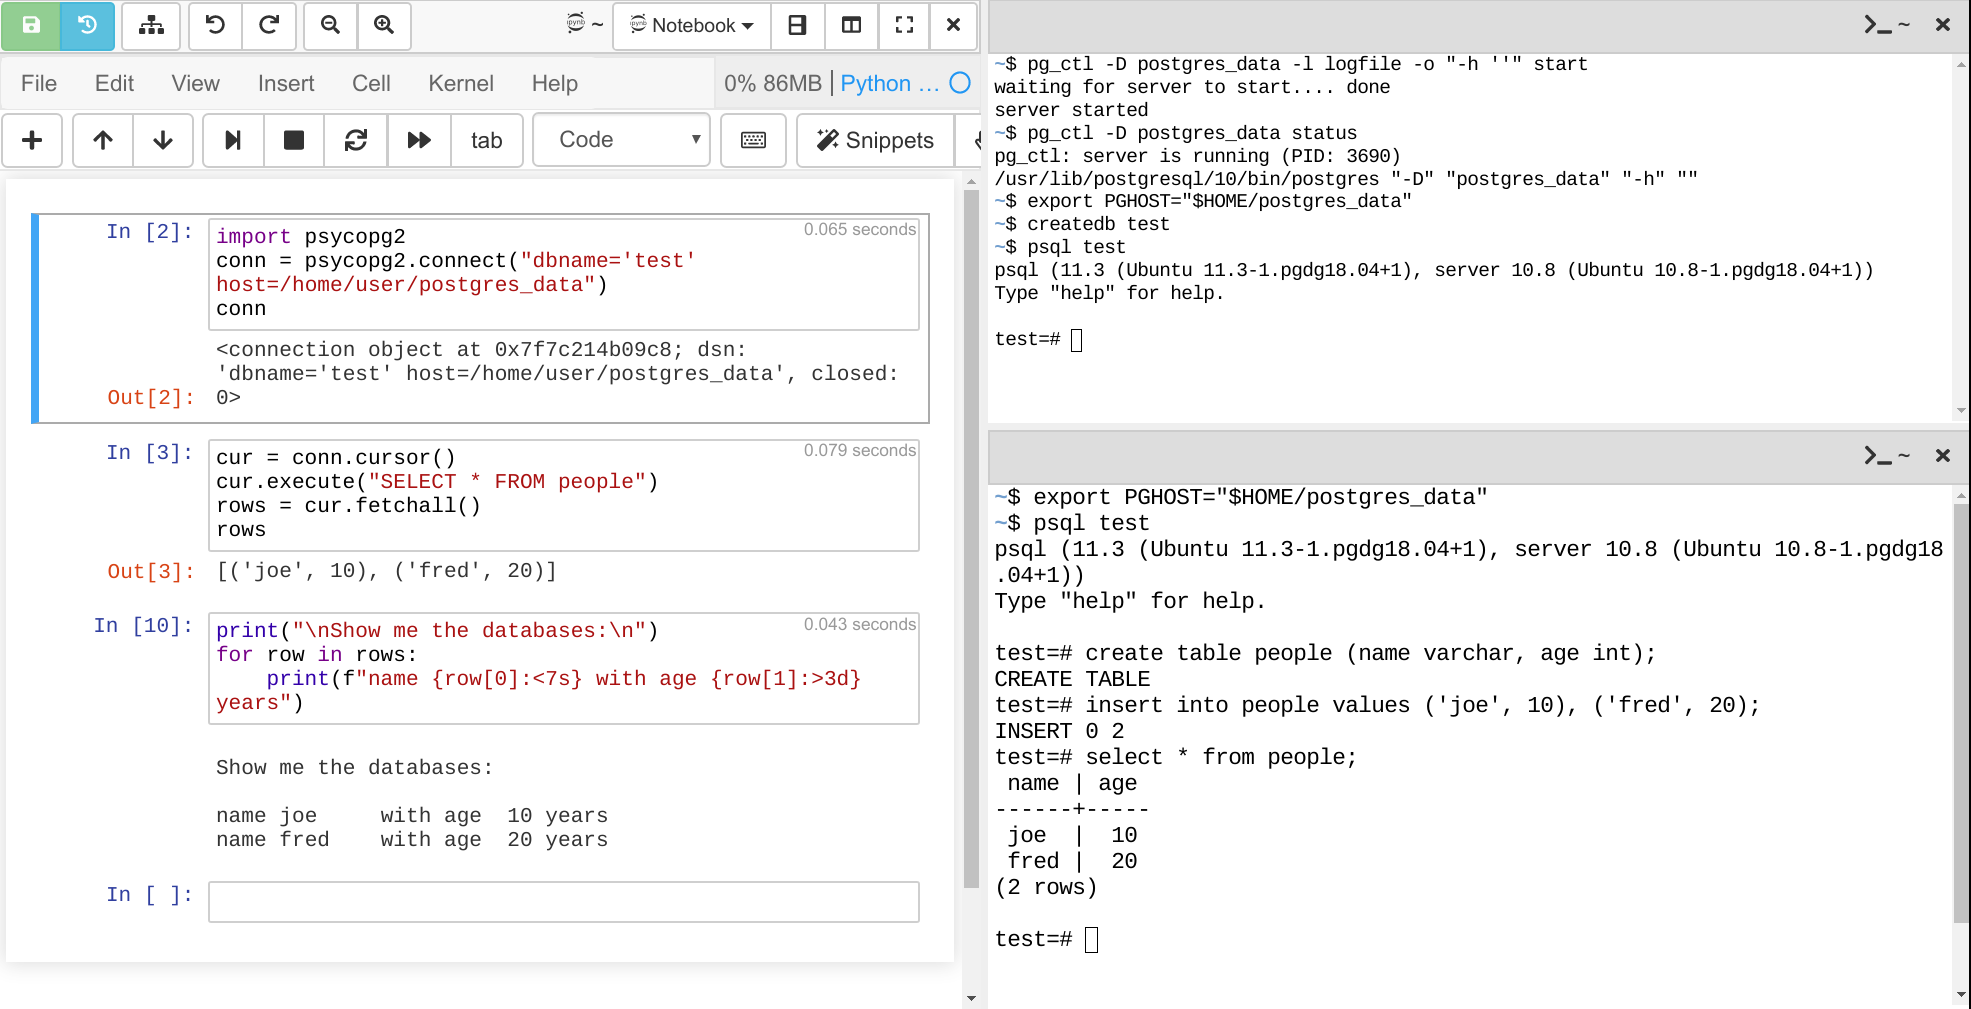 ~ Notebook
File Edit View Insert Cell Kernel Help 0% 86MB | Python ...
tab Code Snippets
In [2]: import psycopg2 0.065 seconds
conn = psycopg2.connect("dbname='test'
host=/home/user/postgres_data")
conn
<connection object at 0x7f7c214b09c8; dsn:
'dbname='test' host=/home/user/postgres_data', closed:
Out[2]: 0>
In [3]: cur = conn.cursor() 0.079 seconds
cur.execute("SELECT * FROM people")
rows = cur.fetchall()
rows
Out[3]: [('joe', 10), ('fred', 20)]
In [10]: print("\nShow me the databases:\n") 0.043 seconds
for row in rows:
    print(f"name {row[0]:<7s} with age {row[1]:>3d}
years")
Show me the databases:
name joe     with age  10 years
name fred    with age  20 years
In [ ]:
>_ ~
~$ pg_ctl -D postgres_data -l logfile -o "-h ''" start
waiting for server to start.... done
server started
~$ pg_ctl -D postgres_data status
pg_ctl: server is running (PID: 3690)
/usr/lib/postgresql/10/bin/postgres "-D" "postgres_data" "-h" ""
~$ export PGHOST="$HOME/postgres_data"
~$ createdb test
~$ psql test
psql (11.3 (Ubuntu 11.3-1.pgdg18.04+1), server 10.8 (Ubuntu 10.8-1.pgdg18.04+1))
Type "help" for help.
test=#
>_ ~
~$ export PGHOST="$HOME/postgres_data"
~$ psql test
psql (11.3 (Ubuntu 11.3-1.pgdg18.04+1), server 10.8 (Ubuntu 10.8-1.pgdg18
.04+1))
Type "help" for help.
test=# create table people (name varchar, age int);
CREATE TABLE
test=# insert into people values ('joe', 10), ('fred', 20);
INSERT 0 2
test=# select * from people;
 name | age
------+-----
 joe  |  10
 fred |  20
(2 rows)
test=#